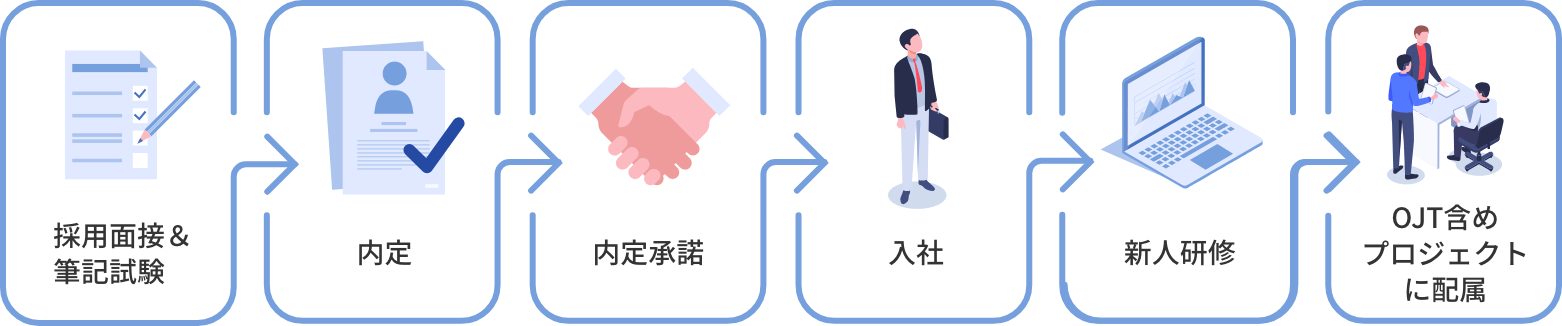 採用面接＆
筆記試験
内定
内定承諾
入社
新人研修
OJT含め
プロジェクト
に配属